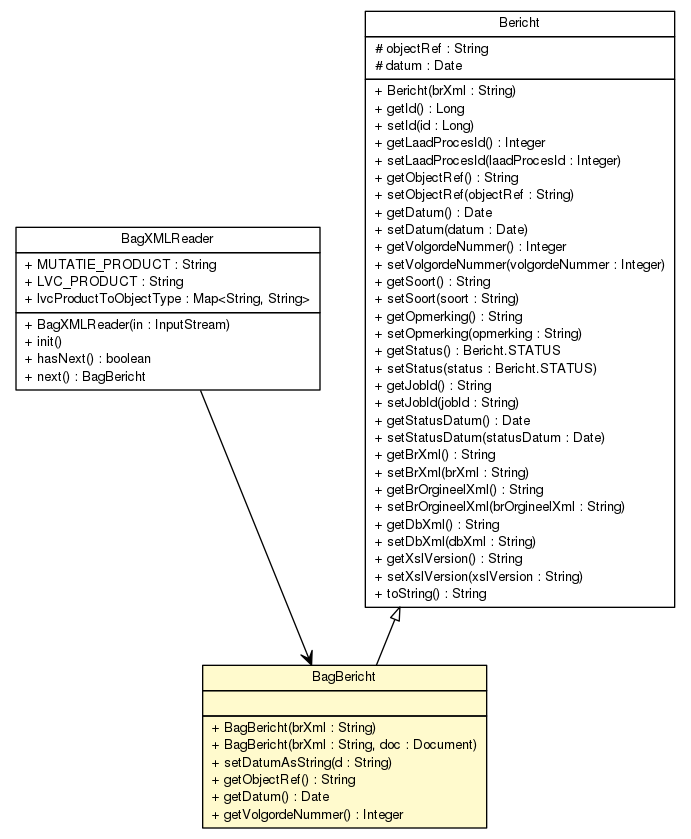 Bericht
# objectRef : String
# datum : Date
+ Bericht(brXml : String)
+ getId() : Long
+ setId(id : Long)
+ getLaadProcesId() : Integer
+ setLaadProcesId(laadProcesId : Integer)
+ getObjectRef() : String
+ setObjectRef(objectRef : String)
+ getDatum() : Date
+ setDatum(datum : Date)
+ getVolgordeNummer() : Integer
+ setVolgordeNummer(volgordeNummer : Integer)
+ getSoort() : String
+ setSoort(soort : String)
+ getOpmerking() : String
+ setOpmerking(opmerking : String)
+ getStatus() : Bericht.STATUS
+ setStatus(status : Bericht.STATUS)
+ getJobId() : String
+ setJobId(jobId : String)
+ getStatusDatum() : Date
+ setStatusDatum(statusDatum : Date)
+ getBrXml() : String
+ setBrXml(brXml : String)
+ getBrOrgineelXml() : String
+ setBrOrgineelXml(brOrgineelXml : String)
+ getDbXml() : String
+ setDbXml(dbXml : String)
+ getXslVersion() : String
+ setXslVersion(xslVersion : String)
+ toString() : String
BagXMLReader
+ MUTATIE_PRODUCT : String
+ LVC_PRODUCT : String
+ lvcProductToObjectType : Map<String, String>
+ BagXMLReader(in : InputStream)
+ init()
+ hasNext() : boolean
+ next() : BagBericht
BagBericht
+ BagBericht(brXml : String)
+ BagBericht(brXml : String, doc : Document)
+ setDatumAsString(d : String)
+ getObjectRef() : String
+ getDatum() : Date
+ getVolgordeNummer() : Integer